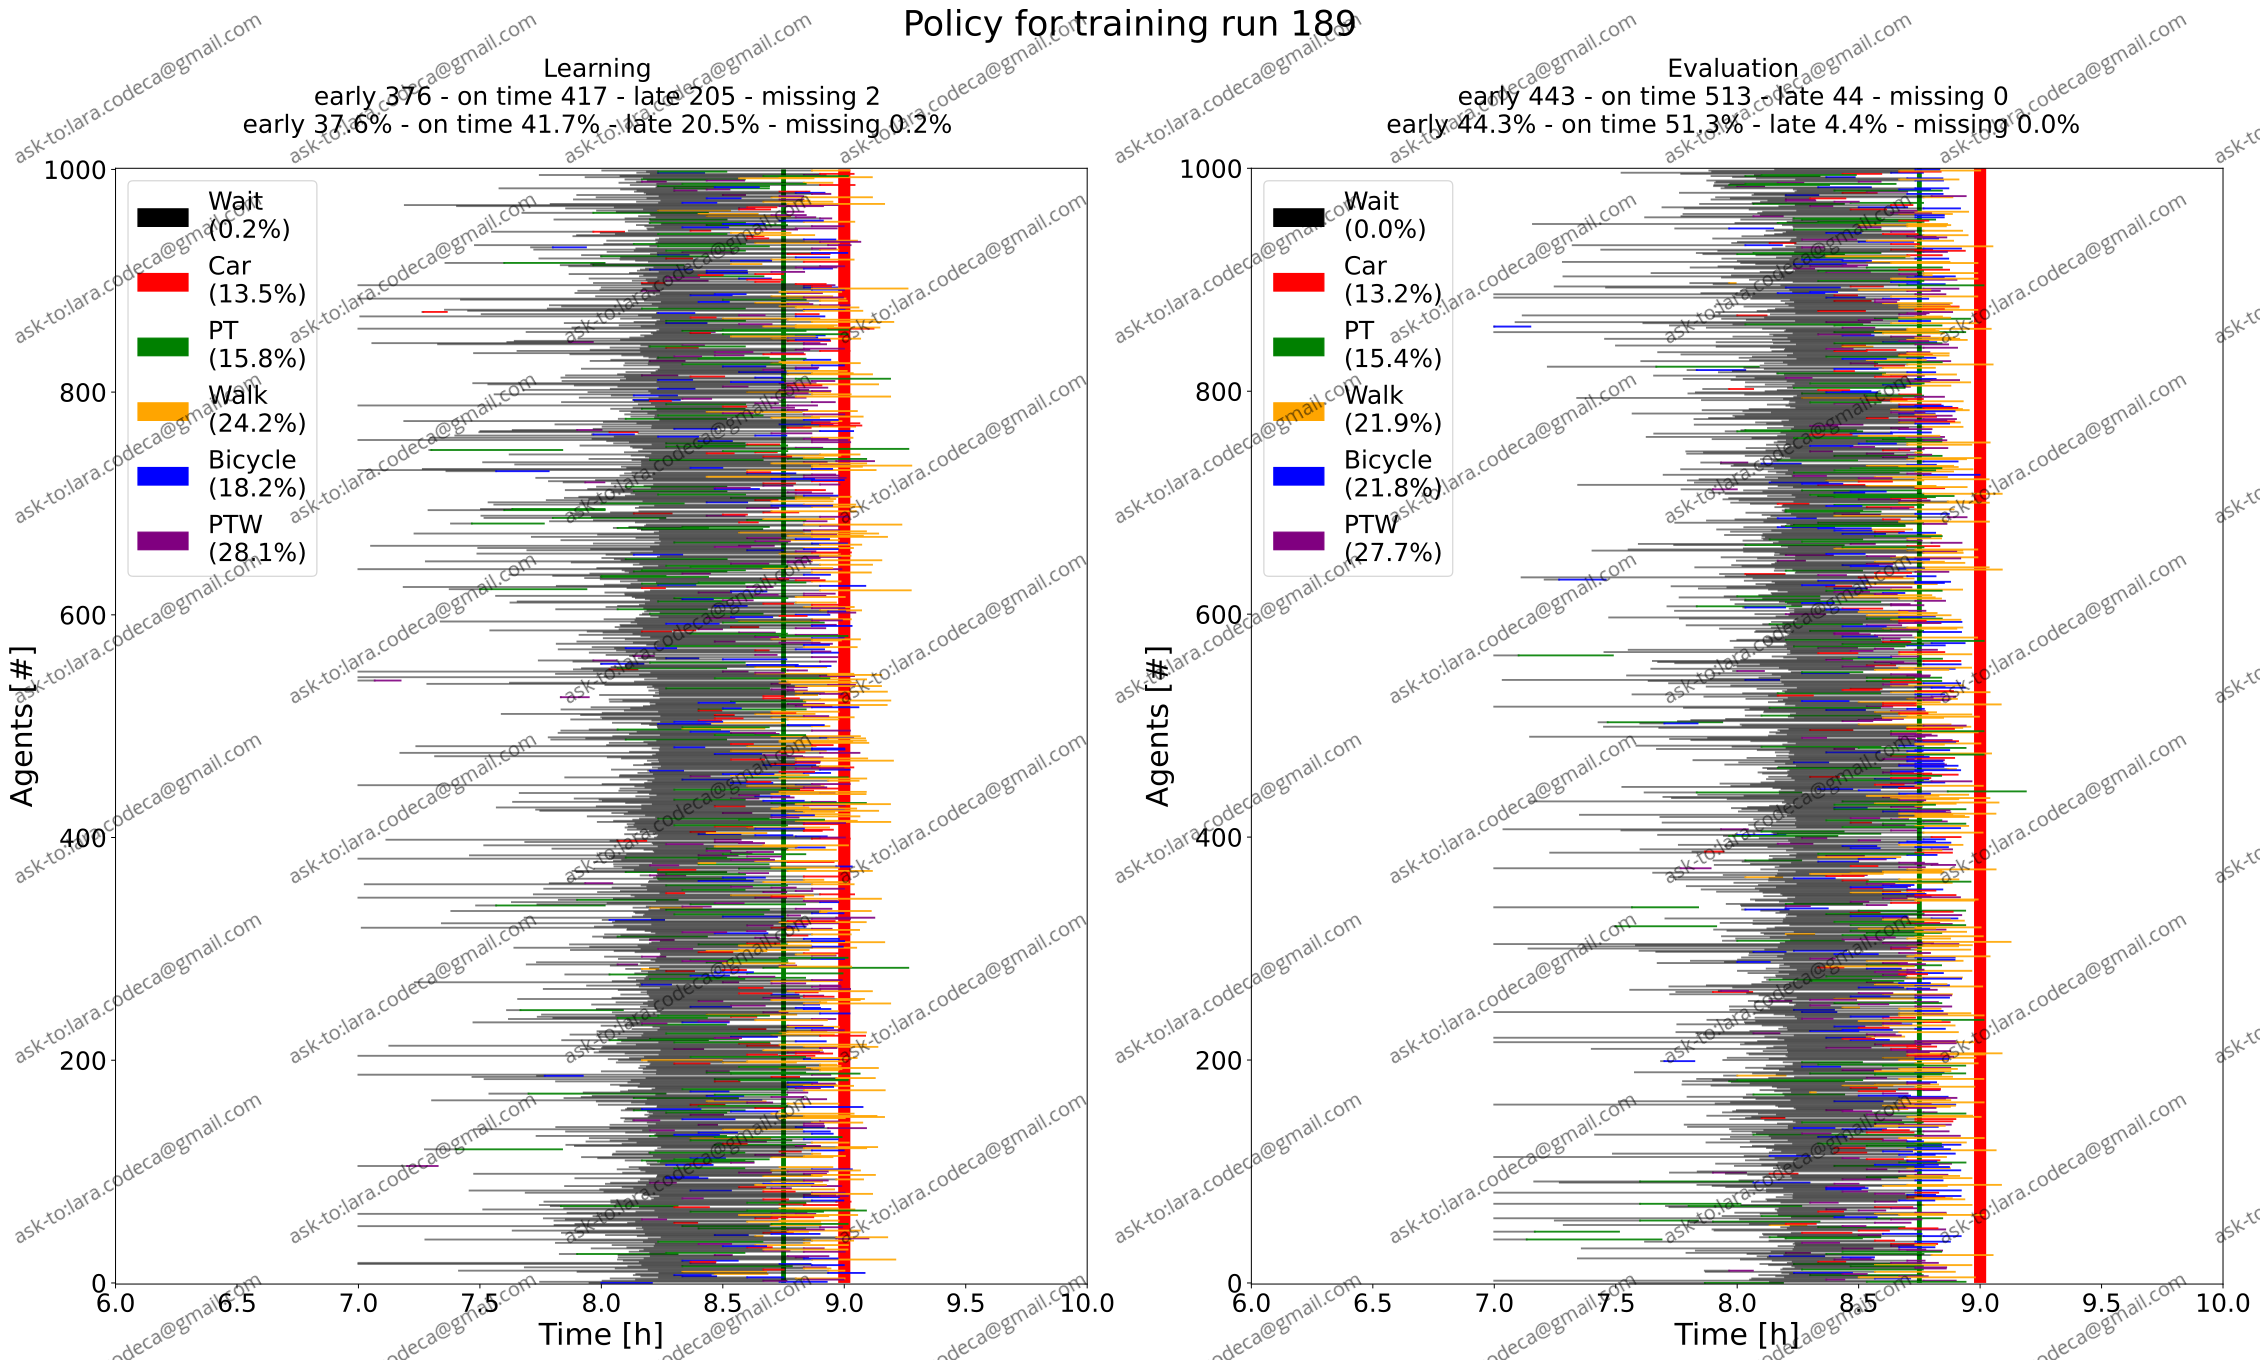 Policy for training run 189
Learning
early 376 - on time 417 - late 205 - missing 2
early 37.6% - on time 41.7% - late 20.5% - missing 0.2%
1000
800
600
400
200
0
Agents [#]
Wait
(0.2%)
Car
(13.5%)
PT
(15.8%)
Walk
(24.2%)
Bicycle
(18.2%)
PTW
(28.1%)
6.0 6.5 7.0 7.5 8.0 8.5 9.0 9.5 10.0
Time [h]
Evaluation
early 443 - on time 513 - late 44 - missing 0
early 44.3% - on time 51.3% - late 4.4% - missing 0.0%
1000
800
600
400
200
0
Agents [#]
Wait
(0.0%)
Car
(13.2%)
PT
(15.4%)
Walk
(21.9%)
Bicycle
(21.8%)
PTW
(27.7%)
6.0 6.5 7.0 7.5 8.0 8.5 9.0 9.5 10.0
Time [h]
ask-to:lara.codeca@gmail.com